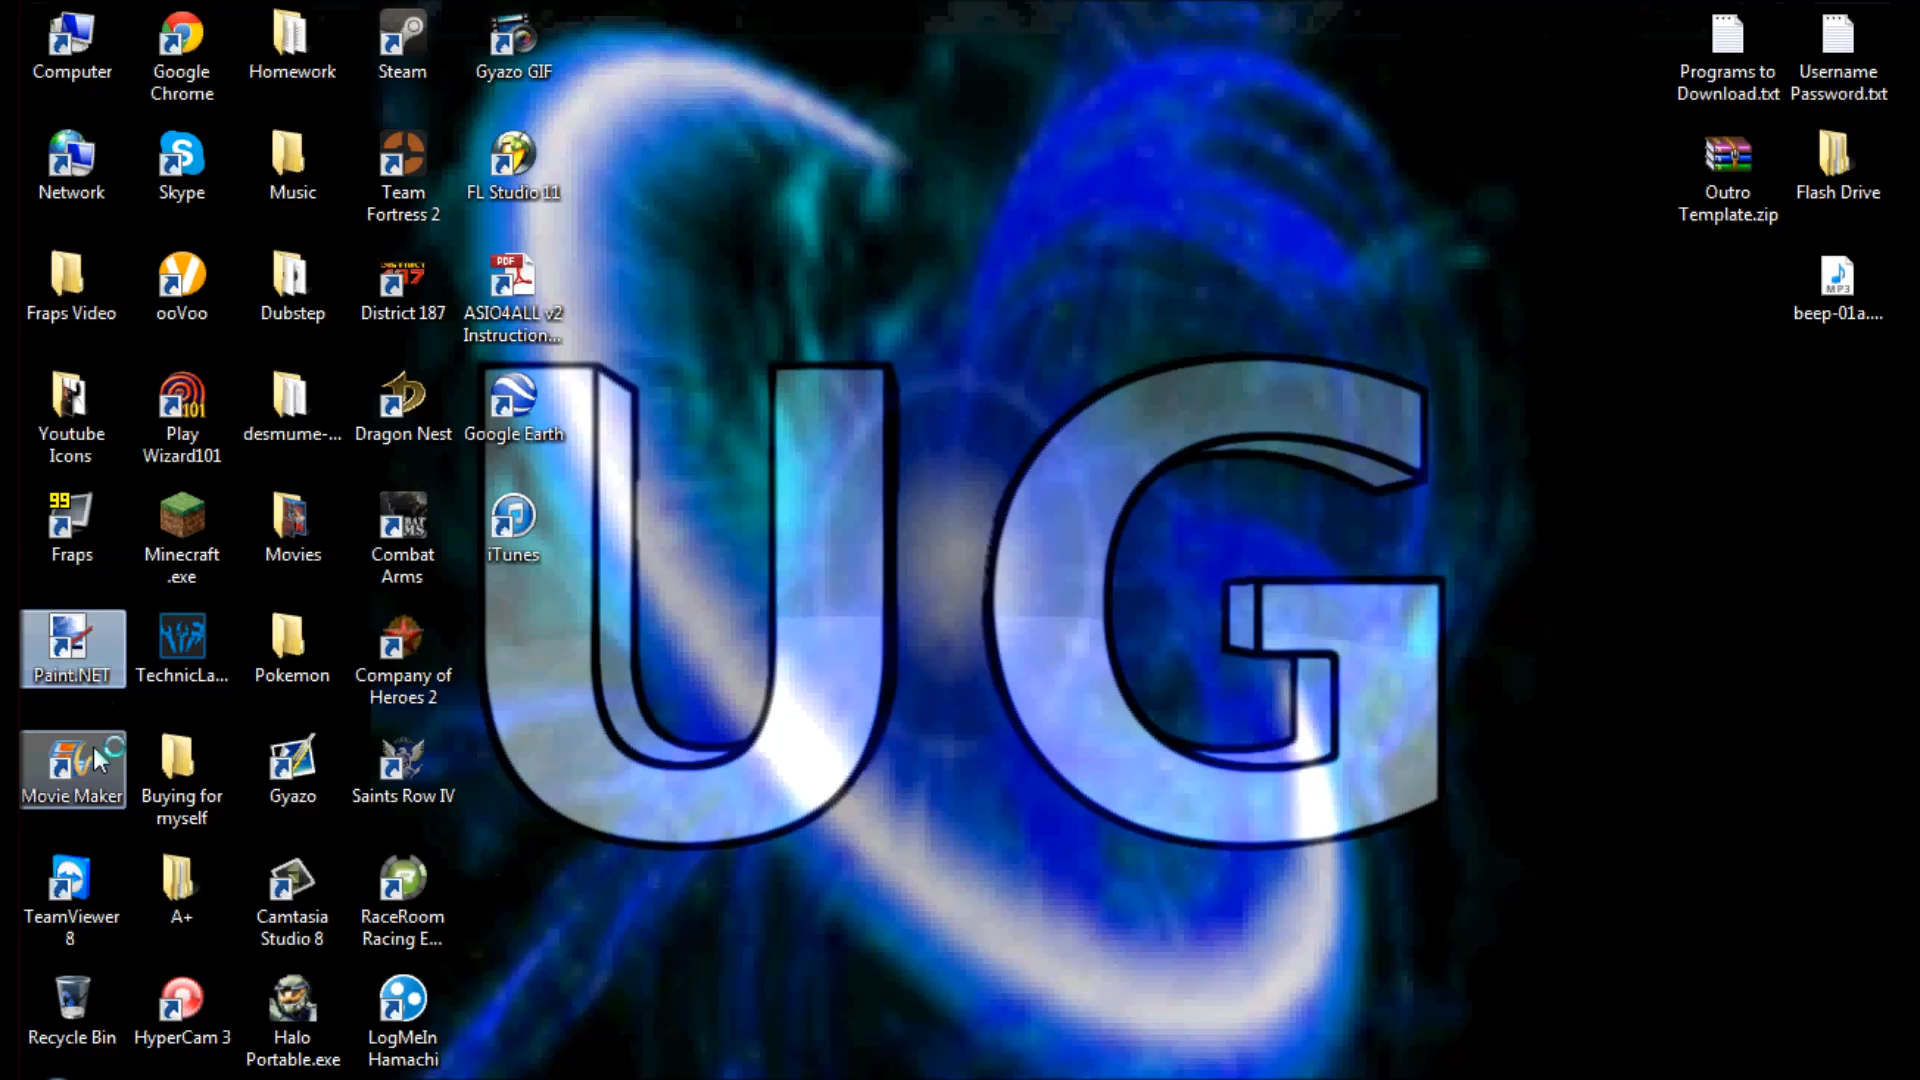 Computer
Google
Chrome
Homework
Steam
Gyazo GIF
Programs to
Download.txt
Username
Password.txt
Network
Skype
Music
Team
Fortress 2
FL Studio 11
Outro
Template.zip
Flash Drive
Fraps Video
ooVoo
Dubstep
District 187
PDF
ASIO4ALL v2
Instruction...
MP3
beep-01a....
Youtube
Icons
101
Play
Wizard101
desmume-...
Dragon Nest
Google Earth
99
Fraps
Minecraft
.exe
Movies
Combat
Arms
iTunes
Paint.NET
TechnicLa...
Pokemon
Company of
Heroes 2
Movie Maker
Buying for
myself
Gyazo
Saints Row IV
TeamViewer
8
A+
Camtasia
Studio 8
RaceRoom
Racing E...
Recycle Bin
HyperCam 3
Halo
Portable.exe
LogMeIn
Hamachi
UG